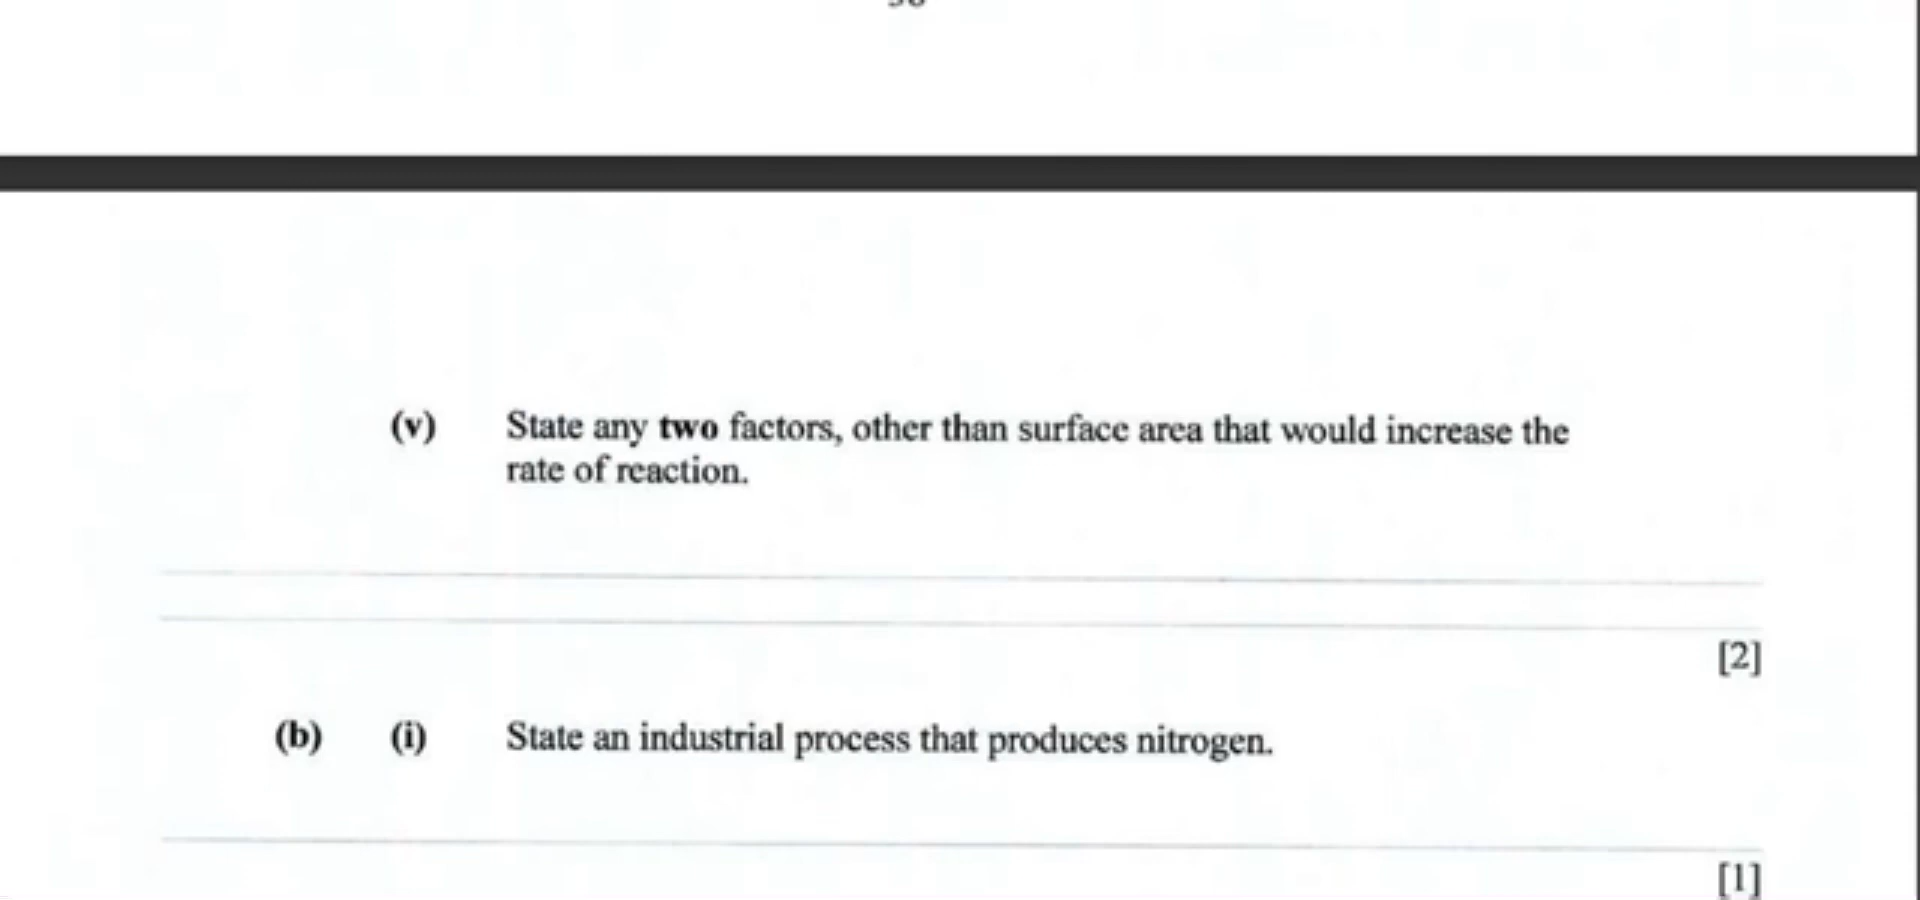 (v) State any two factors, other than surface area that would increase the
rate of reaction.
[2]
(b) (i) State an industrial process that produces nitrogen.
[1]